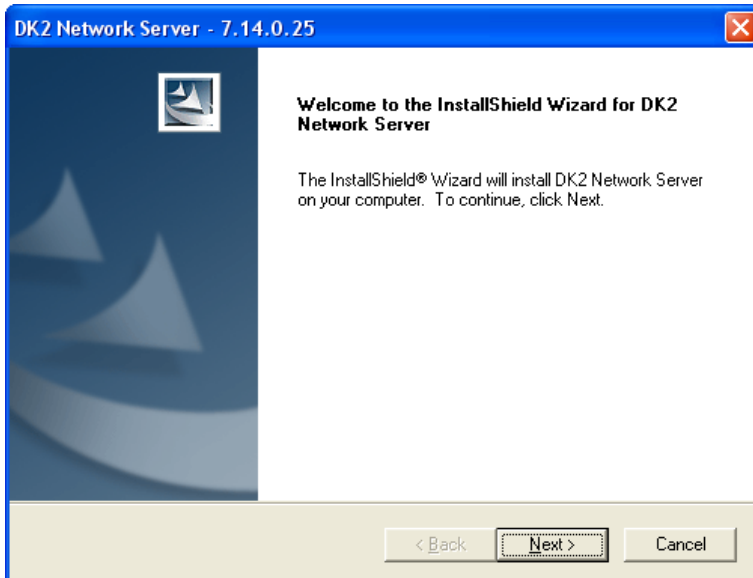 DK2 Network Server - 7.14.0.25
Welcome to the InstallShield Wizard for DK2
Network Server
The InstallShield® Wizard will install DK2 Network Server
on your computer. To continue, click Next.
< Back
Next >
Cancel